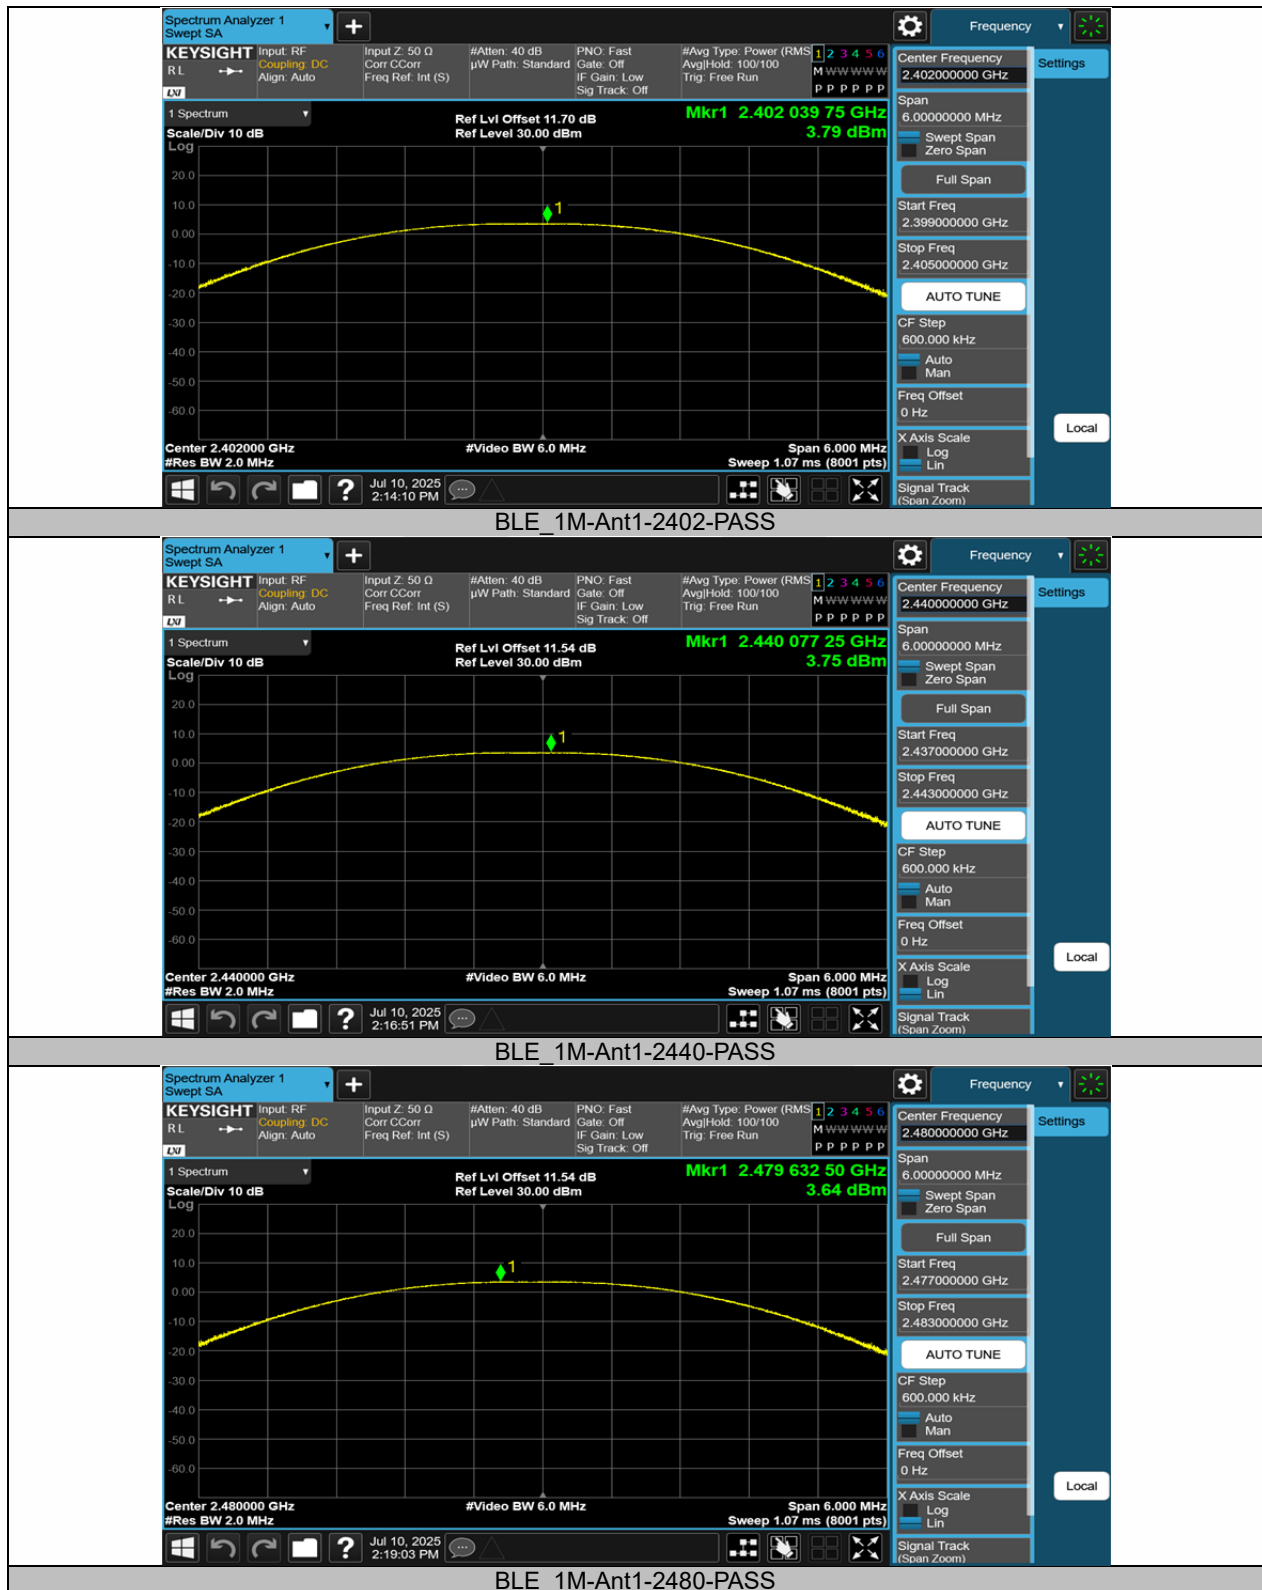 Spectrum Analyzer 1
Swept SA
Frequency
KEYSIGHT
R L
LXI
Input: RF
Coupling: DC
Align: Auto
Input Z: 50 Ω
Corr CCorr
Freq Ref: Int (S)
#Atten: 40 dB
µW Path: Standard
PNO: Fast
Gate: Off
IF Gain: Low
Sig Track: Off
#Avg Type: Power (RMS
Avg|Hold: 100/100
Trig: Free Run
1 2 3 4 5 6
M W W W W W
P P P P P P
Center Frequency
2.402000000 GHz
Settings
1 Spectrum
Scale/Div 10 dB
Log
Ref Lvl Offset 11.70 dB
Ref Level 30.00 dBm
Mkr1 2.402 039 75 GHz
3.79 dBm
1
20.0
10.0
0.00
-10.0
-20.0
-30.0
-40.0
-50.0
-60.0
Span
6.00000000 MHz
Swept Span
Zero Span
Full Span
Start Freq
2.399000000 GHz
Stop Freq
2.405000000 GHz
AUTO TUNE
CF Step
600.000 kHz
Auto
Man
Freq Offset
0 Hz
X Axis Scale
Log
Lin
Signal Track
(Span Zoom)
Local
Center 2.402000 GHz
#Res BW 2.0 MHz
#Video BW 6.0 MHz
Span 6.000 MHz
Sweep 1.07 ms (8001 pts)
?
Jul 10, 2025
2:14:10 PM
BLE_1M-Ant1-2402-PASS
Spectrum Analyzer 1
Swept SA
Frequency
KEYSIGHT
R L
LXI
Input: RF
Coupling: DC
Align: Auto
Input Z: 50 Ω
Corr CCorr
Freq Ref: Int (S)
#Atten: 40 dB
µW Path: Standard
PNO: Fast
Gate: Off
IF Gain: Low
Sig Track: Off
#Avg Type: Power (RMS
Avg|Hold: 100/100
Trig: Free Run
1 2 3 4 5 6
M W W W W W
P P P P P P
Center Frequency
2.440000000 GHz
Settings
1 Spectrum
Scale/Div 10 dB
Log
Ref Lvl Offset 11.54 dB
Ref Level 30.00 dBm
Mkr1 2.440 077 25 GHz
3.75 dBm
1
20.0
10.0
0.00
-10.0
-20.0
-30.0
-40.0
-50.0
-60.0
Span
6.00000000 MHz
Swept Span
Zero Span
Full Span
Start Freq
2.437000000 GHz
Stop Freq
2.443000000 GHz
AUTO TUNE
CF Step
600.000 kHz
Auto
Man
Freq Offset
0 Hz
X Axis Scale
Log
Lin
Signal Track
(Span Zoom)
Local
Center 2.440000 GHz
#Res BW 2.0 MHz
#Video BW 6.0 MHz
Span 6.000 MHz
Sweep 1.07 ms (8001 pts)
?
Jul 10, 2025
2:16:51 PM
BLE_1M-Ant1-2440-PASS
Spectrum Analyzer 1
Swept SA
Frequency
KEYSIGHT
R L
LXI
Input: RF
Coupling: DC
Align: Auto
Input Z: 50 Ω
Corr CCorr
Freq Ref: Int (S)
#Atten: 40 dB
µW Path: Standard
PNO: Fast
Gate: Off
IF Gain: Low
Sig Track: Off
#Avg Type: Power (RMS
Avg|Hold: 100/100
Trig: Free Run
1 2 3 4 5 6
M W W W W W
P P P P P P
Center Frequency
2.480000000 GHz
Settings
1 Spectrum
Scale/Div 10 dB
Log
Ref Lvl Offset 11.54 dB
Ref Level 30.00 dBm
Mkr1 2.479 632 50 GHz
3.64 dBm
1
20.0
10.0
0.00
-10.0
-20.0
-30.0
-40.0
-50.0
-60.0
Span
6.00000000 MHz
Swept Span
Zero Span
Full Span
Start Freq
2.477000000 GHz
Stop Freq
2.483000000 GHz
AUTO TUNE
CF Step
600.000 kHz
Auto
Man
Freq Offset
0 Hz
X Axis Scale
Log
Lin
Signal Track
(Span Zoom)
Local
Center 2.480000 GHz
#Res BW 2.0 MHz
#Video BW 6.0 MHz
Span 6.000 MHz
Sweep 1.07 ms (8001 pts)
?
Jul 10, 2025
2:19:03 PM
BLE_1M-Ant1-2480-PASS